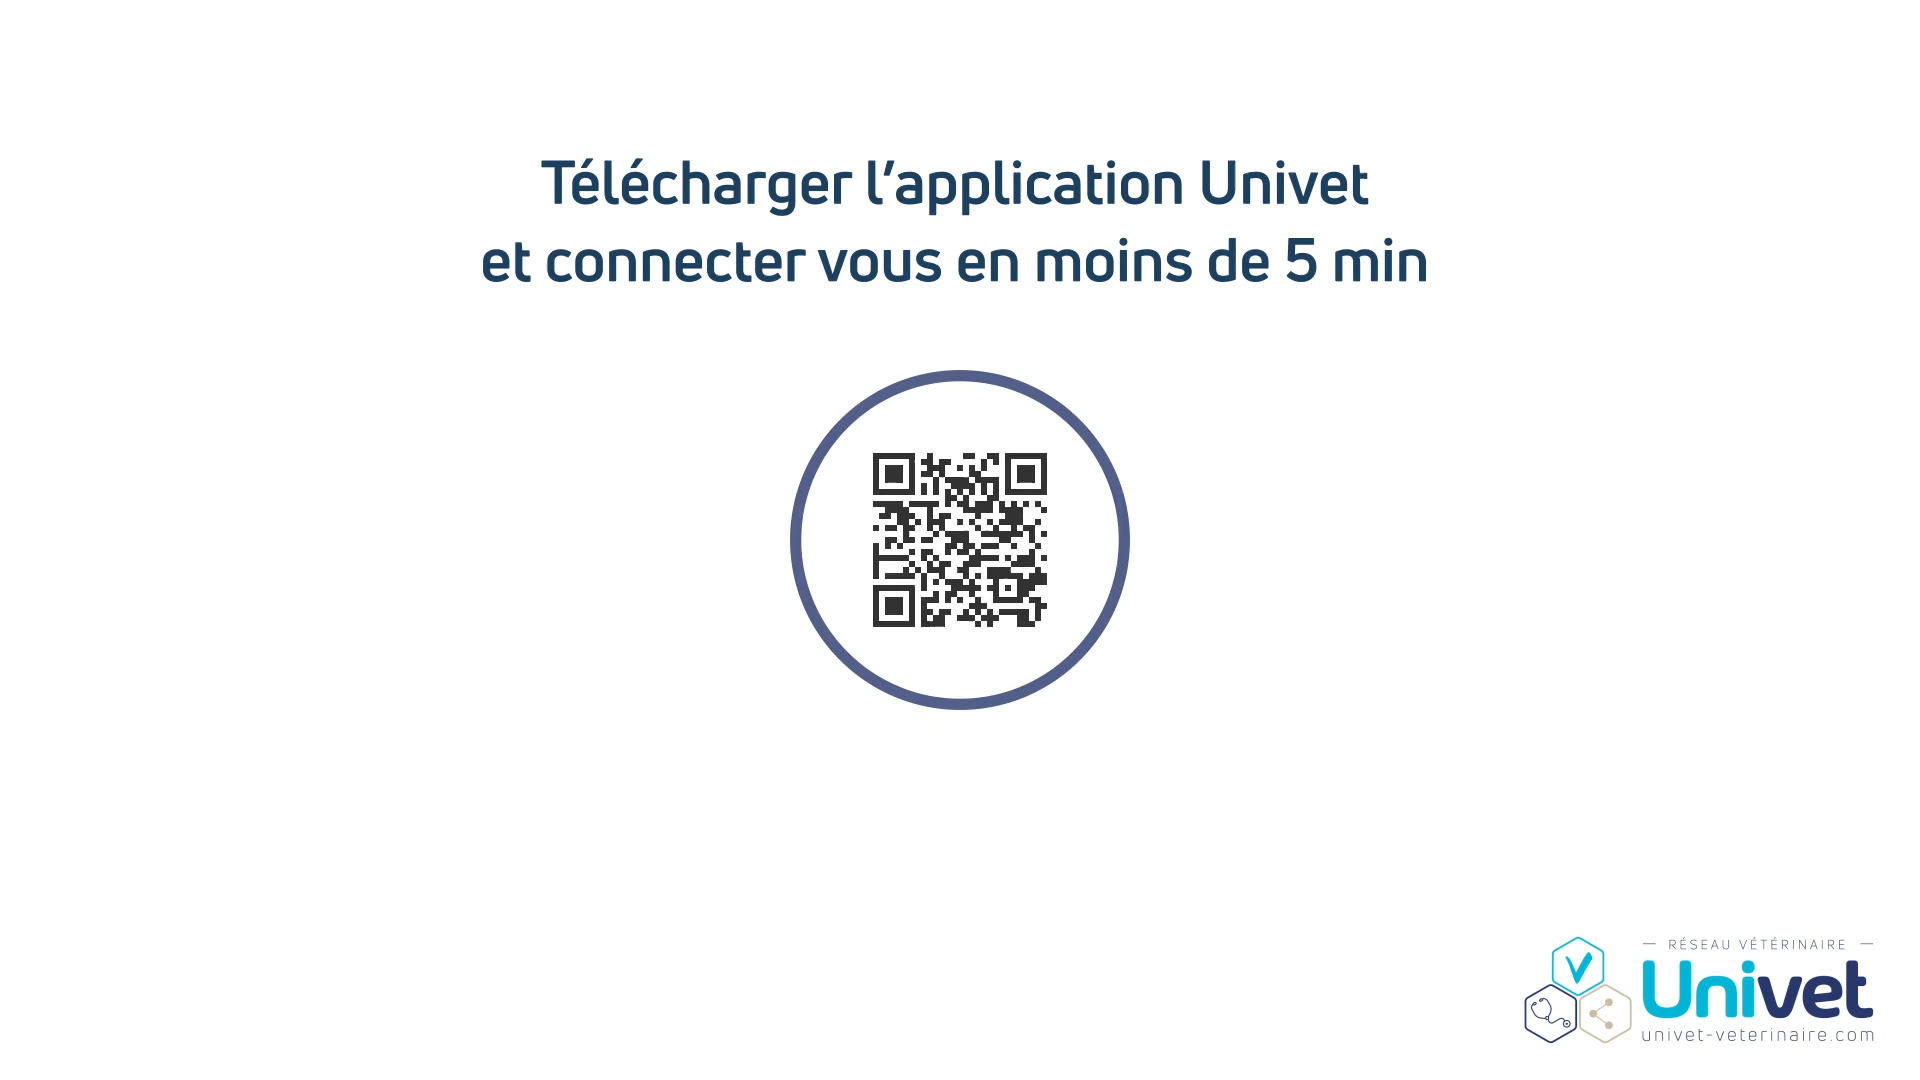 Télécharger l’application Univet
et connecter vous en moins de 5 min
RÉSEAU VÉTÉRINAIRE
Univet
univet-veterinaire.com